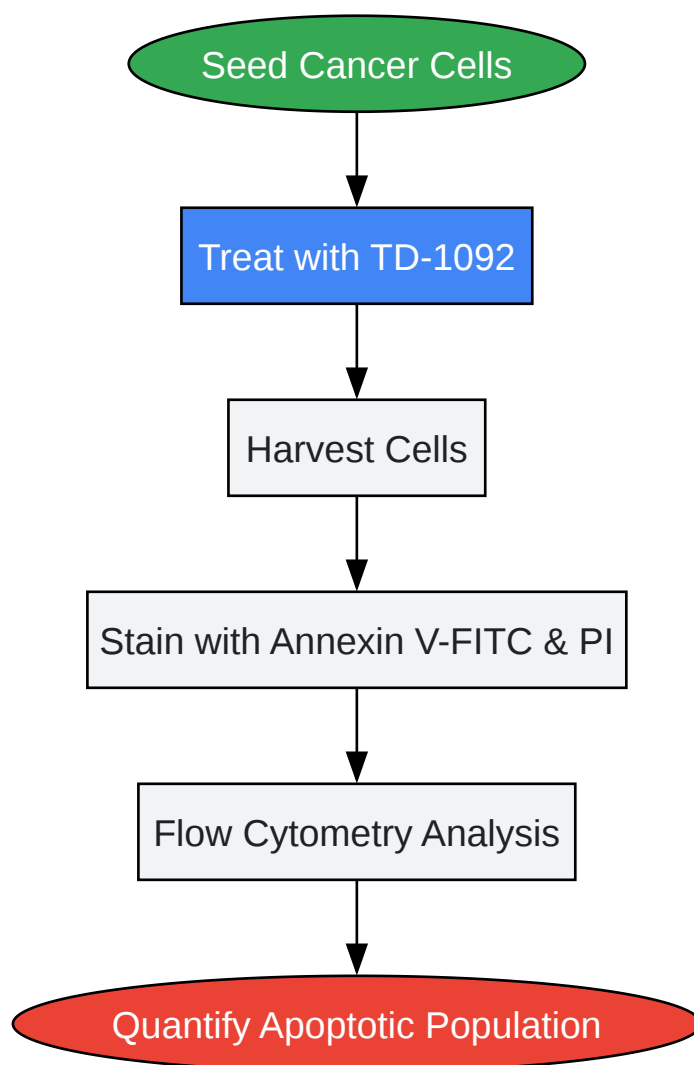 Seed Cancer Cells
Treat with TD-1092
Harvest Cells
Stain with Annexin V-FITC & PI
Flow Cytometry Analysis
Quantify Apoptotic Population